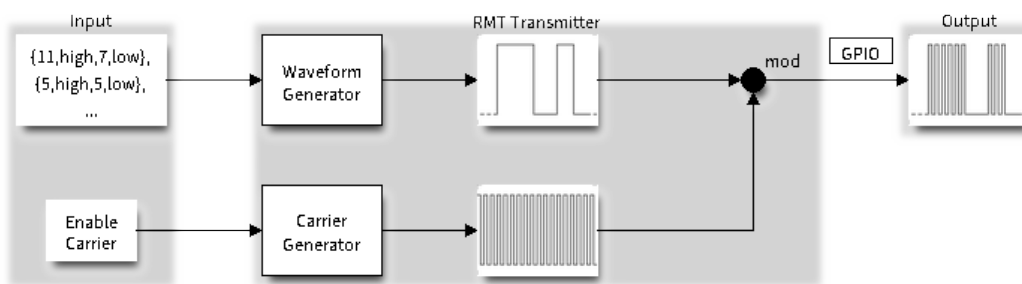 Input
RMT Transmitter
Output
{11,high,7,low},
{5,high,5,low},
...
Waveform
Generator
mod
GPIO
Enable
Carrier
Carrier
Generator